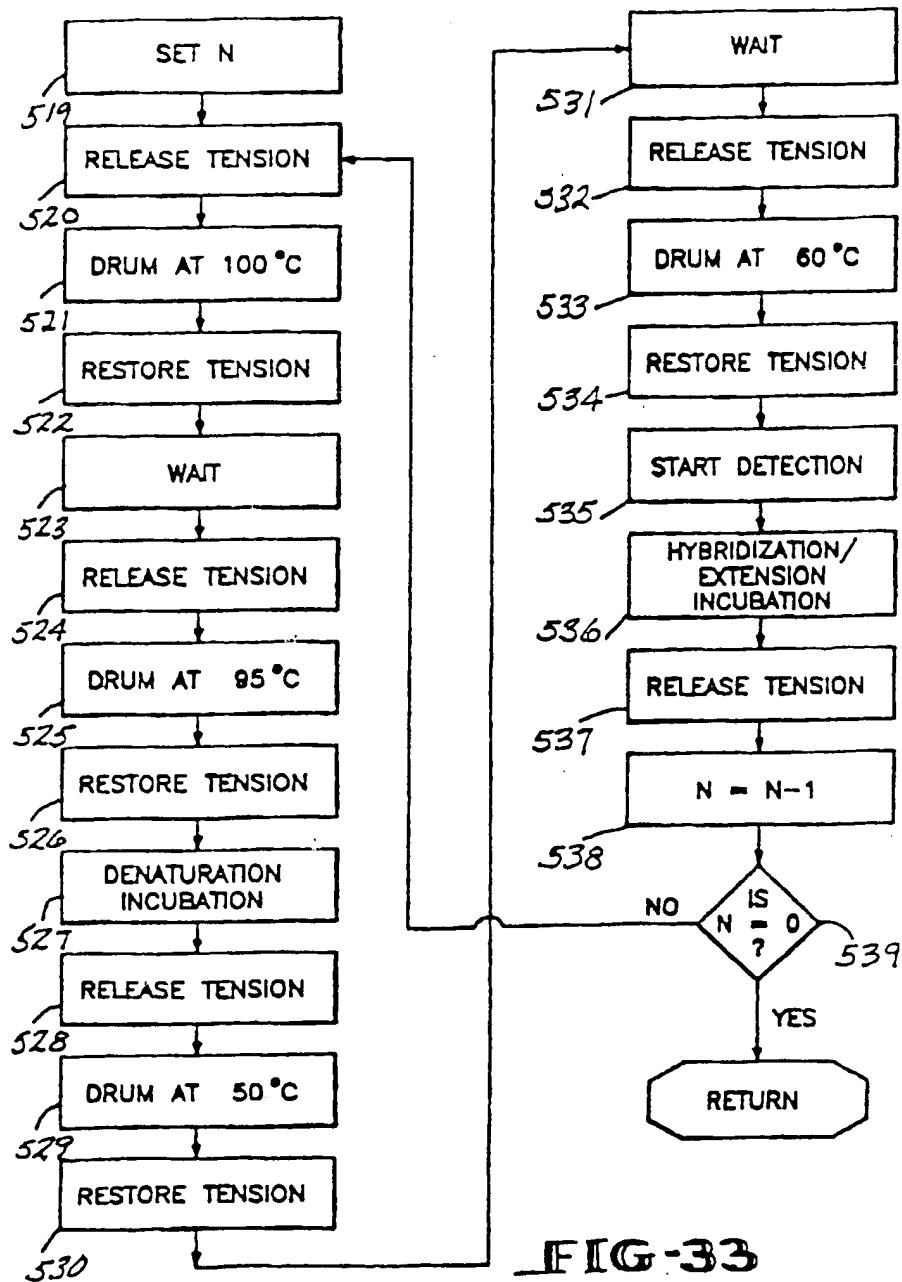 SET N
519
RELEASE TENSION
520
DRUM AT 100°C
521
RESTORE TENSION
522
WAIT
523
RELEASE TENSION
524
DRUM AT 95°C
525
RESTORE TENSION
526
DENATURATION
INCUBATION
527
RELEASE TENSION
528
DRUM AT 50°C
529
RESTORE TENSION
530
WAIT
531
RELEASE TENSION
532
DRUM AT 60°C
533
RESTORE TENSION
534
START DETECTION
535
HYBRIDIZATION/
EXTENSION
INCUBATION
536
RELEASE TENSION
537
N = N-1
538
IS
N = 0
?
539
NO
YES
RETURN
FIG-33